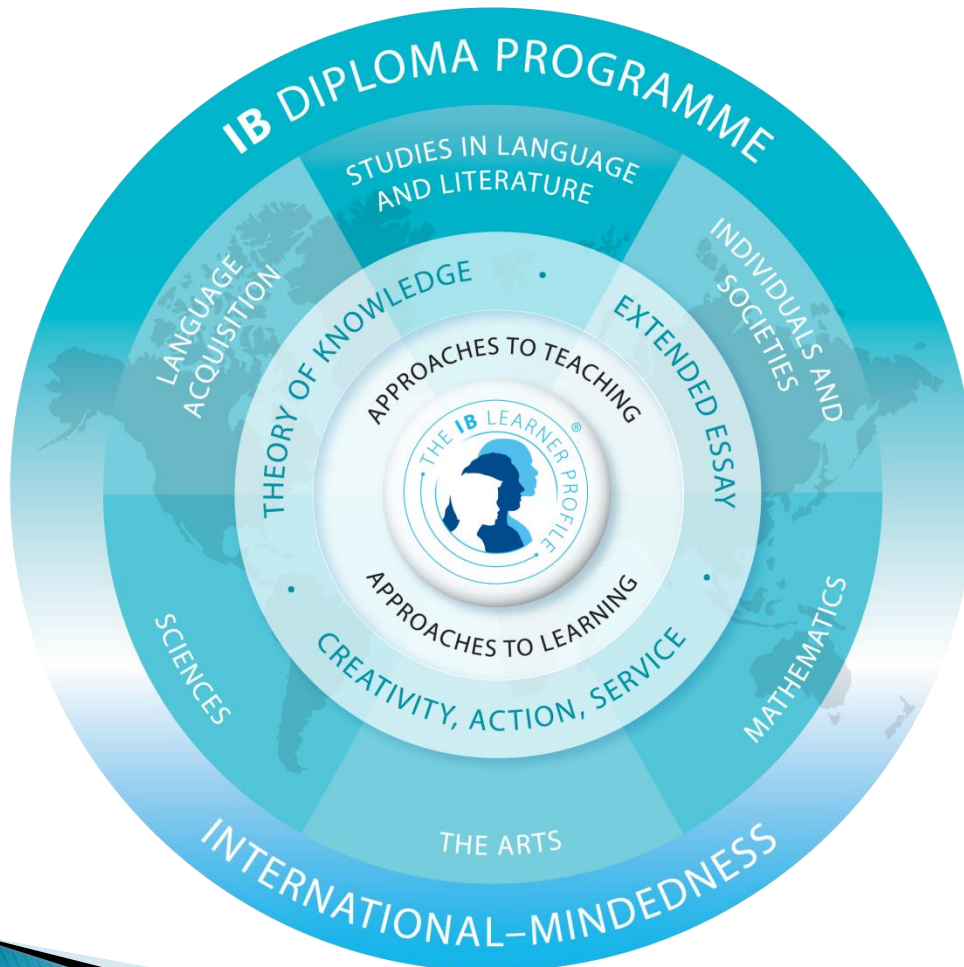 IB DIPLOMA PROGRAMME
STUDIES IN LANGUAGE
AND LITERATURE
LANGUAGE
ACQUISITION
INDIVIDUALS AND
SOCIETIES
THEORY OF KNOWLEDGE
EXTENDED ESSAY
APPROACHES TO TEACHING
THE IB LEARNER PROFILE ®
APPROACHES TO LEARNING
CREATIVITY, ACTION, SERVICE
SCIENCES
MATHEMATICS
THE ARTS
INTERNATIONAL–MINDEDNESS